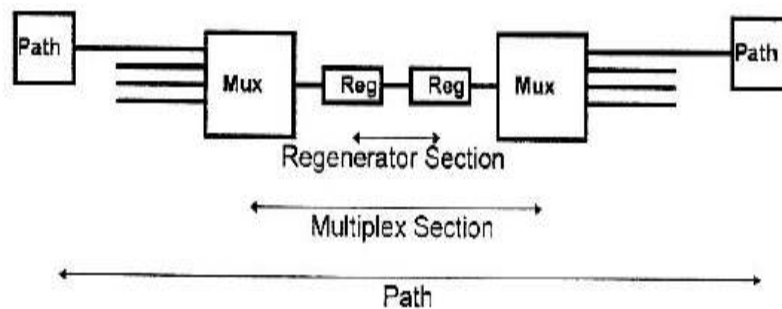 Path
Path
Mux
Reg
Reg
Mux
Regenerator Section
Multiplex Section
Path